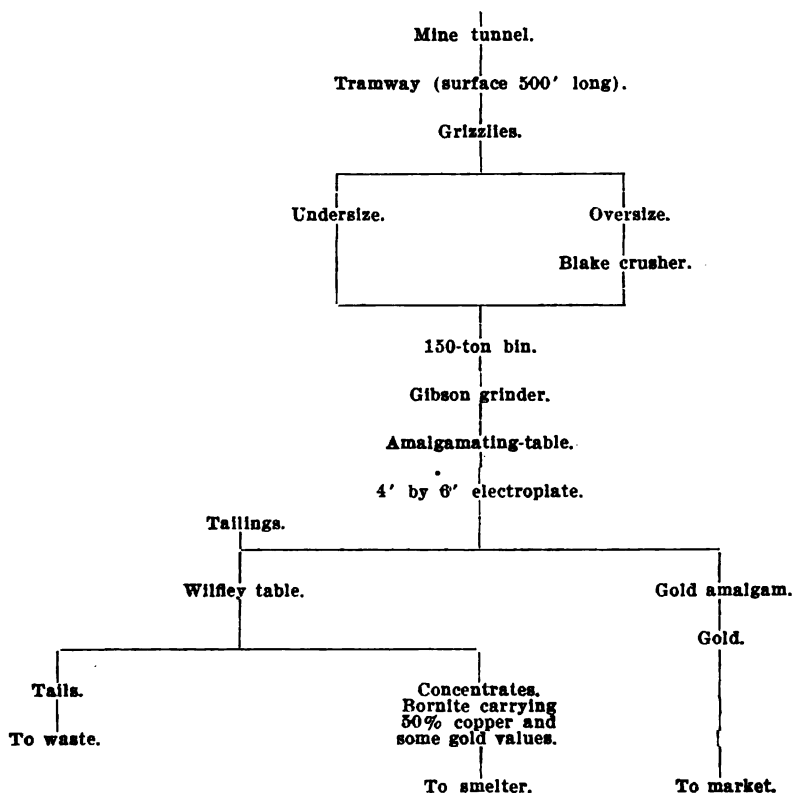 Mine tunnel.
Tramway (surface 500' long).
Grizzlies.
Undersize.
Oversize.
Blake crusher.
150-ton bin.
Gibson grinder.
Amalgamating-table.
4' by 6' electroplate.
Tailings.
Wilfley table.
Gold amalgam.
Gold.
Tails.
To waste.
Concentrates.
Bornite carrying
50% copper and
some gold values.
To smelter.
To market.